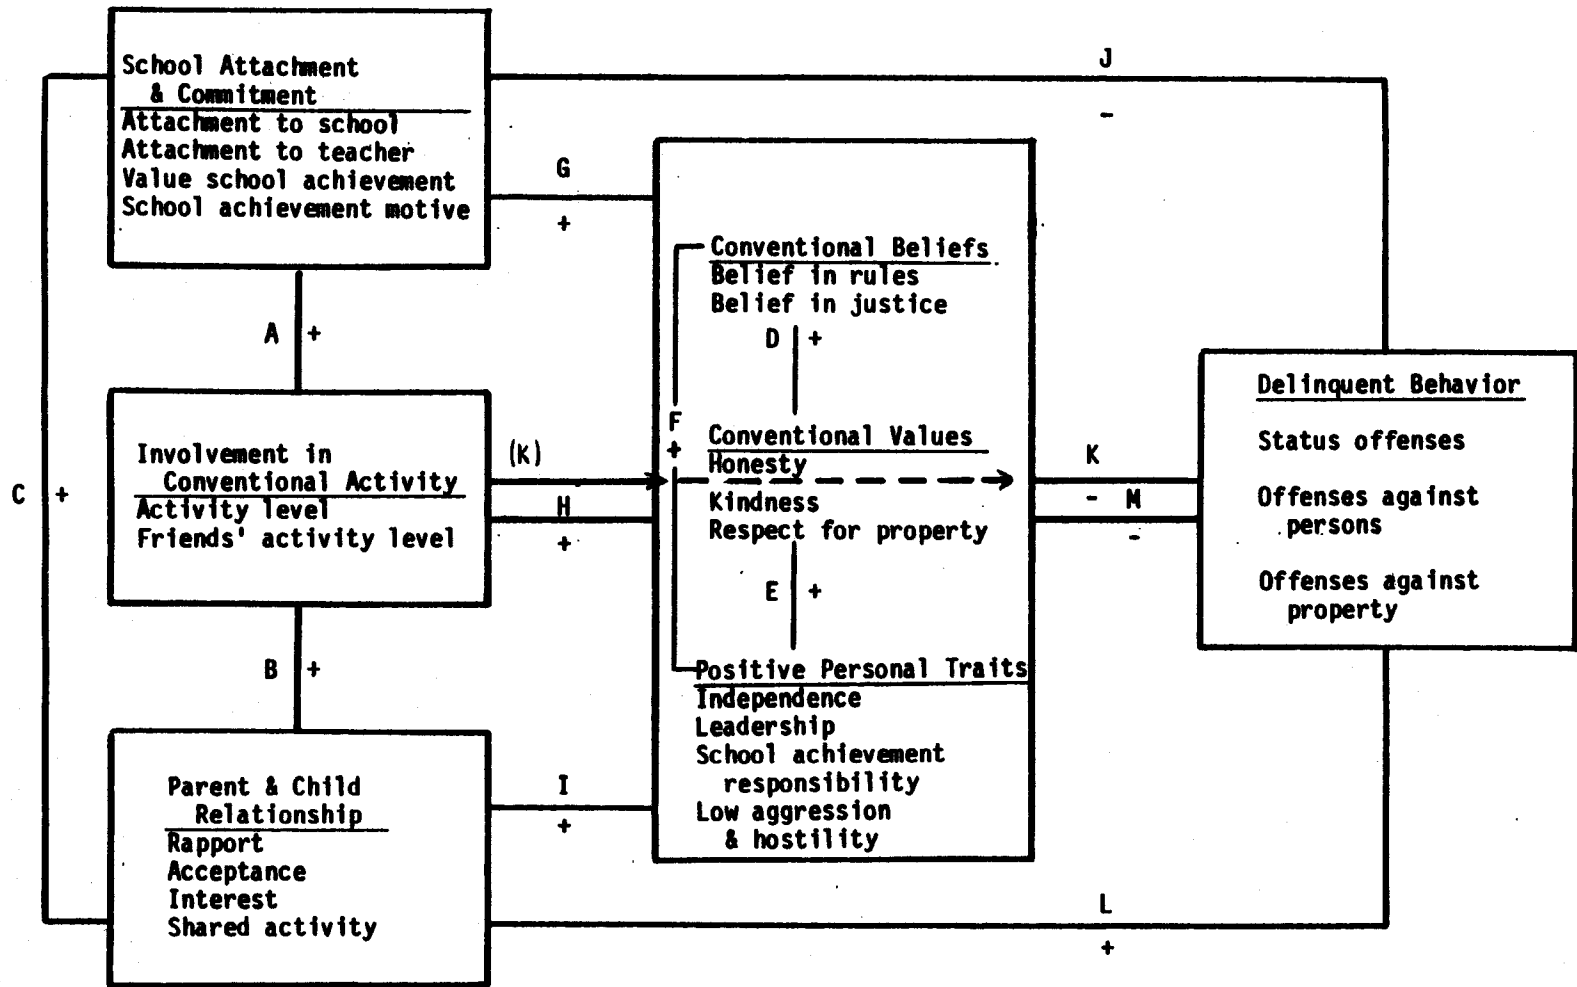 School Attachment
& Commitment
Attachment to school
Attachment to teacher
Value school achievement
School achievement motive
J
-
G
+
A +
C +
Involvement in
Conventional Activity
Activity level
Friends' activity level
(K)
H
+
B +
Parent & Child
Relationship
Rapport
Acceptance
Interest
Shared activity
I
+
Conventional Beliefs
Belief in rules
Belief in justice
D +
F
+
Conventional Values
Honesty
Kindness
Respect for property
E +
Positive Personal Traits
Independence
Leadership
School achievement
responsibility
Low aggression
& hostility
K
- M
-
Delinquent Behavior
Status offenses
Offenses against
persons
Offenses against
property
L
+